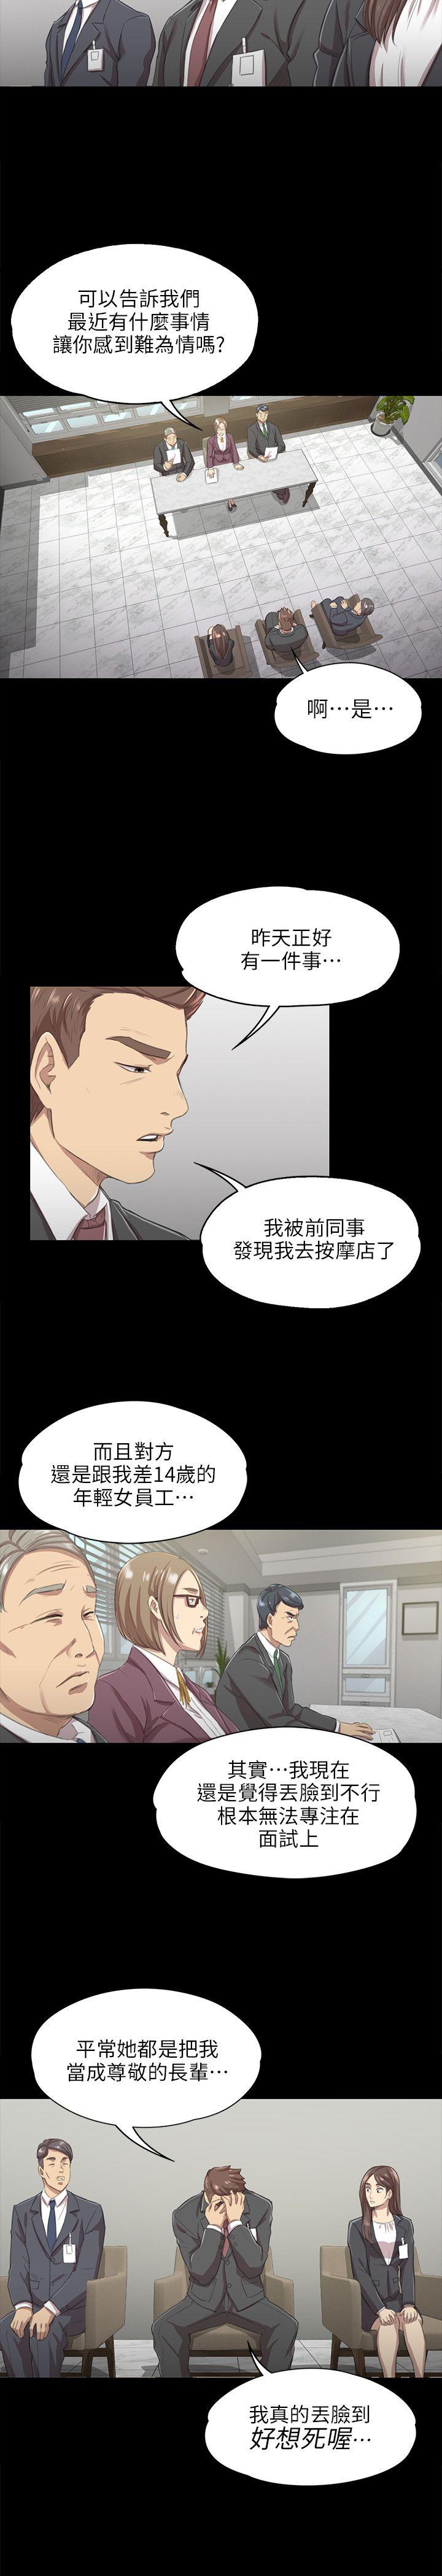 可以告訴我們
最近有什麼事情
讓你感到難為情嗎?
啊…是…
昨天正好
有一件事…
我被前同事
發現我去按摩店了
而且對方
還是跟我差14歲的
年輕女員工…
其實…我現在
還是覺得丟臉到不行
根本無法專注在
面試上
平常她都是把我
當成尊敬的長輩…
我真的丟臉到
好想死喔…